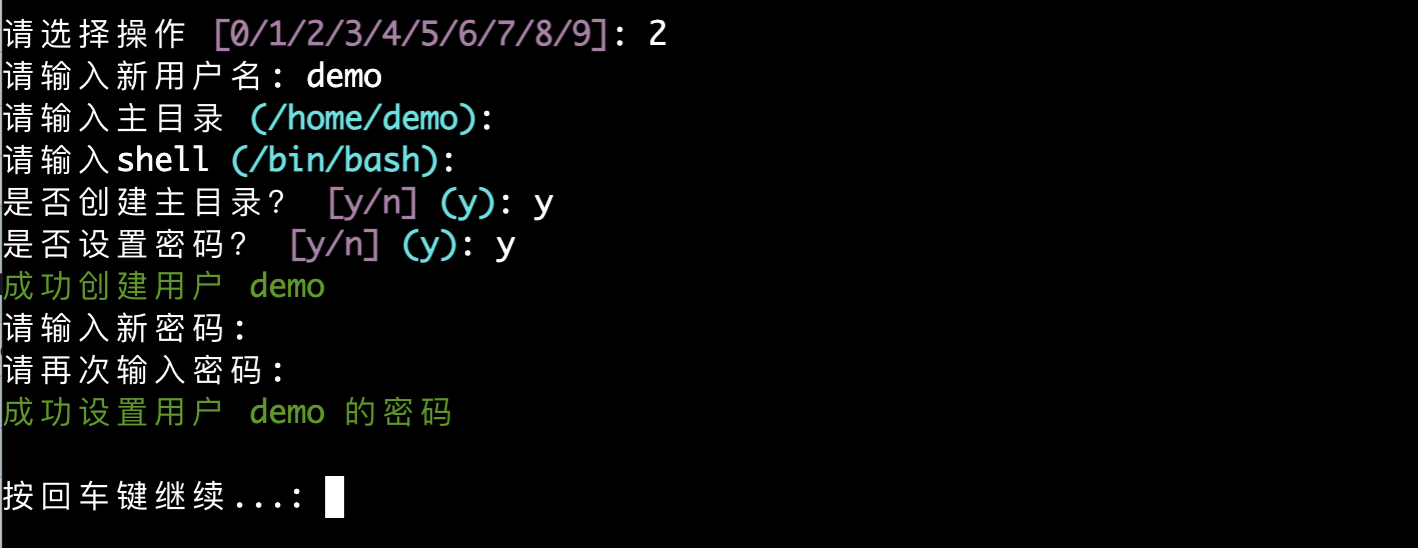 请选择操作 [0/1/2/3/4/5/6/7/8/9]: 2
请输入新用户名: demo
请输入主目录 (/home/demo):
请输入shell (/bin/bash):
是否创建主目录? [y/n] (y): y
是否设置密码? [y/n] (y): y
成功创建用户 demo
请输入新密码:
请再次输入密码:
成功设置用户 demo 的密码
按回车键继续...: